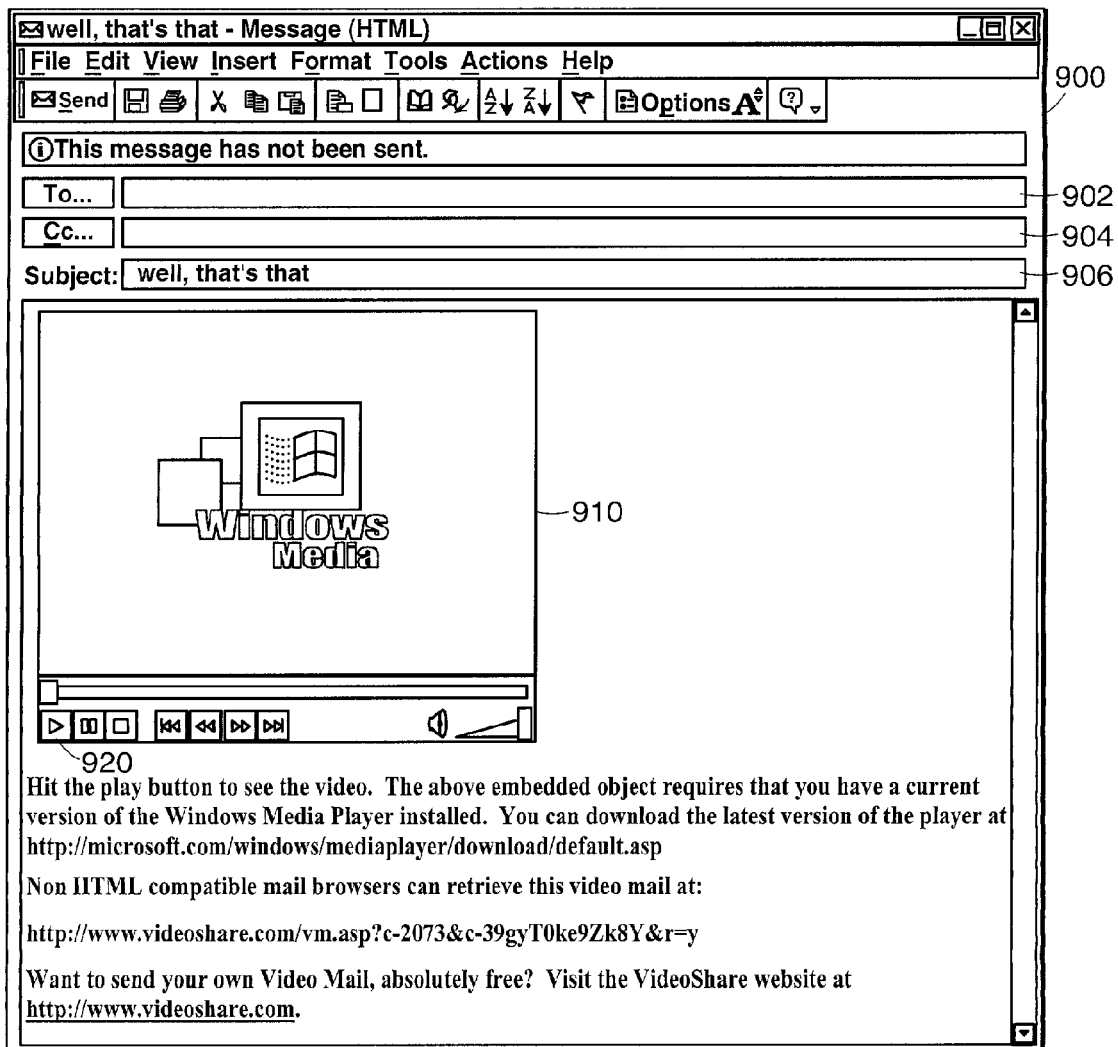 well, that's that - Message (HTML)
File Edit View Insert Format Tools Actions Help
900
Send Options A
This message has not been sent.
To...
902
Cc...
904
Subject: well, that's that
906
Windows
Media
910
920
Hit the play button to see the video. The above embedded object requires that you have a current
version of the Windows Media Player installed. You can download the latest version of the player at
http://microsoft.com/windows/mediaplayer/download/default.asp
Non IITML compatible mail browsers can retrieve this video mail at:
http://www.videoshare.com/vm.asp?c-2073&c-39gyT0ke9Zk8Y&r=y
Want to send your own Video Mail, absolutely free? Visit the VideoShare website at
http://www.videoshare.com.